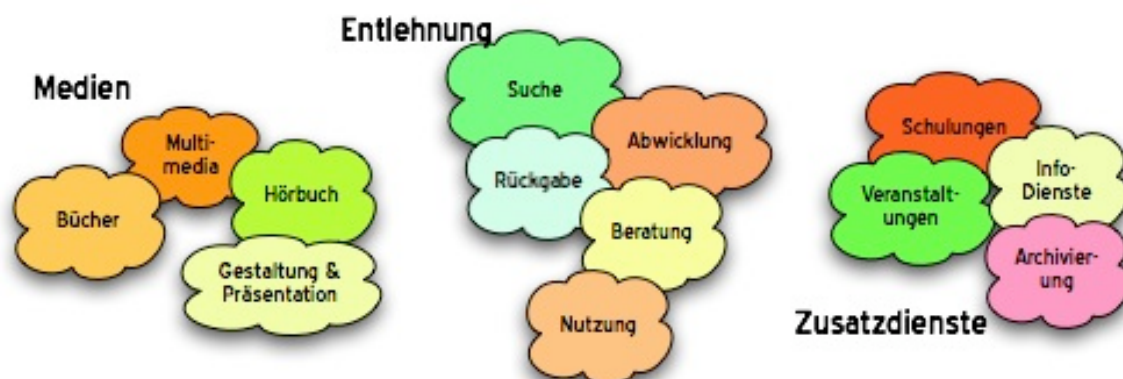 Medien
Multi-
media
Bücher
Hörbuch
Gestaltung &
Präsentation
Entlehnung
Suche
Abwicklung
Rückgabe
Beratung
Nutzung
Schulungen
Info-
Dienste
Veranstalt-
ungen
Archivier-
ung
Zusatzdienste